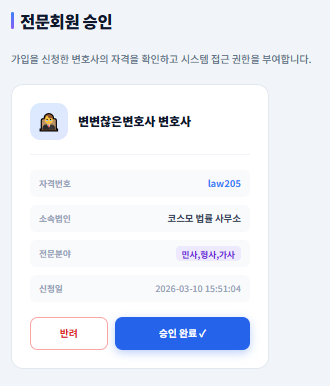 전문회원 승인
가입을 신청한 변호사의 자격을 확인하고 시스템 접근 권한을 부여합니다.
변변찮은변호사 변호사
자격번호 law205
소속법인 코스모 법률 사무소
전문분야 민사,형사,가사
신청일 2026-03-10 15:51:04
반려 승인 완료 ✓